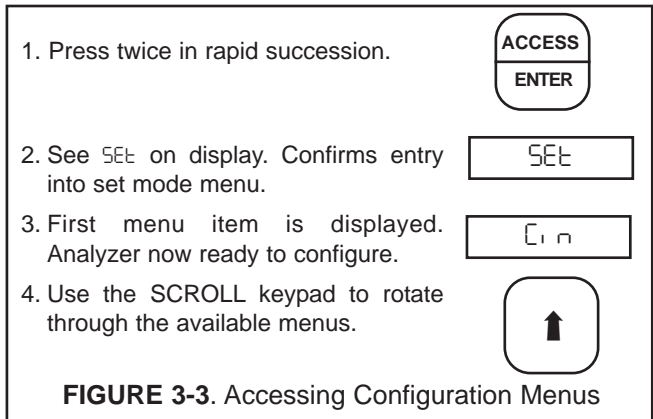 1. Press twice in rapid succession.
ACCESS
ENTER
2. See SEt on display. Confirms entry
into set mode menu.
SEt
3. First menu item is displayed.
Analyzer now ready to configure.
Cin
4. Use the SCROLL keypad to rotate
through the available menus.
FIGURE 3-3. Accessing Configuration Menus